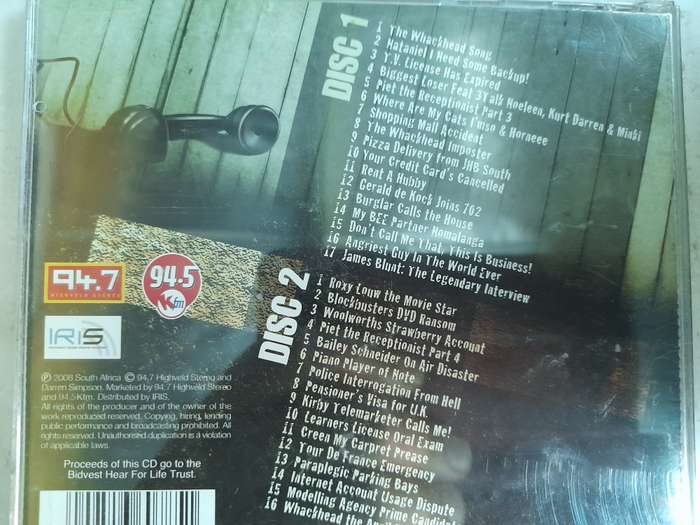 DISC 1
1 The Whackhead Song
2 Hataniel I Need Some Backup!
3 T.V. License Has Expired
4 Biggest Loser Feat 3Talk Noeleen, Kurt Darren & Minki
5 Piet the Receptionist Part 3
6 Where Are My Cats & Horneee
7 Shopping Mall Accident
8 The Whackhead Imposter
9 Pizza Delivery from JHB South
10 Your Credit Card's Cancelled
11 Rent A Hubby
12 Gerald de Kock Joins 702
13 Burglar Calls the House
14 My BEE Partner Nomalanga
15 Don't Call Me That, This Is Business!
16 Angriest Guy In The World Ever
17 James Blunt: The Legendary Interview
DISC 2
1 Roxy Louw the Movie Star
2 Blockbusters DVD Ransom
3 Woolworths Strawberry Account
4 Piet the Receptionist Part 4
5 Bailey Schneider On Air Disaster
6 Piano Player of Note
7 Police Interrogation From Hell
8 Pensioner's Visa for U.K.
9 Kirby Telemarketer Calls Me!
10 Learners License Oral Exam
11 Creen My Carpret Prease
12 Tour De France Emergency
13 Paraplegic Parking Bays
14 Internet Account Usage Dispute
15 Modelling Agency Prime Candidate
16 Whackhead the
94.7
HIGHVELD STEREO
94.5
Kfm
IRIS
℗ 2008 South Africa © 94.7 Highveld Stereo and
Darren Simpson. Marketed by 94.7 Highveld Stereo
and 94.5Kfm. Distributed by IRIS.
All rights of the producer and of the owner of the
work reproduced reserved. Copying, hiring, lending
public performance and broadcasting prohibited. All
rights reserved. Unauthorised duplication is a violation
of applicable laws.
Proceeds of this CD go to the
Bidvest Hear For Life Trust.